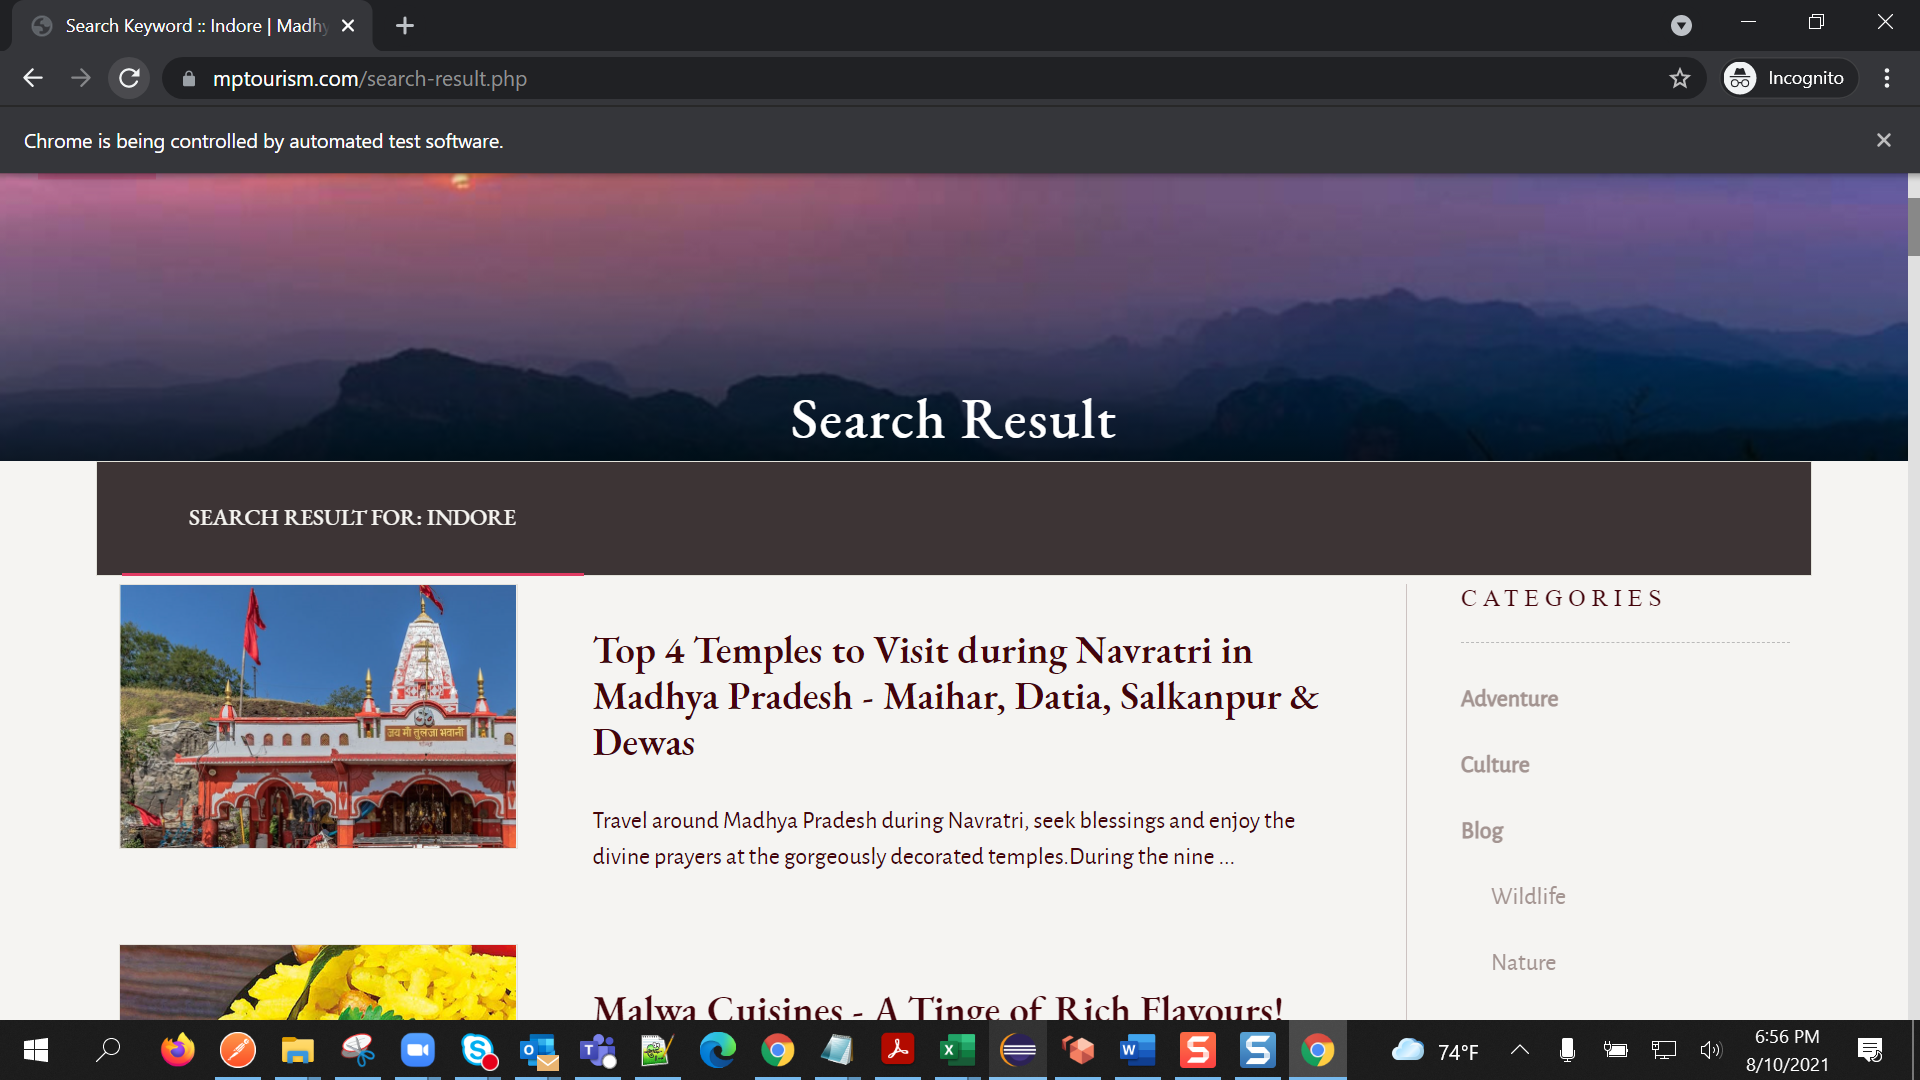 Search Keyword :: Indore | Madhy
mptourism.com/search-result.php
Incognito
Chrome is being controlled by automated test software.
Search Result
SEARCH RESULT FOR: INDORE
जय माँ तुलजा भवानी
Top 4 Temples to Visit during Navratri in
Madhya Pradesh - Maihar, Datia, Salkanpur &
Dewas
Travel around Madhya Pradesh during Navratri, seek blessings and enjoy the
divine prayers at the gorgeously decorated temples.During the nine ...
Malwa Cuisines - A Tinge of Rich Flavours!
CATEGORIES
Adventure
Culture
Blog
Wildlife
Nature
74°F
6:56 PM
8/10/2021